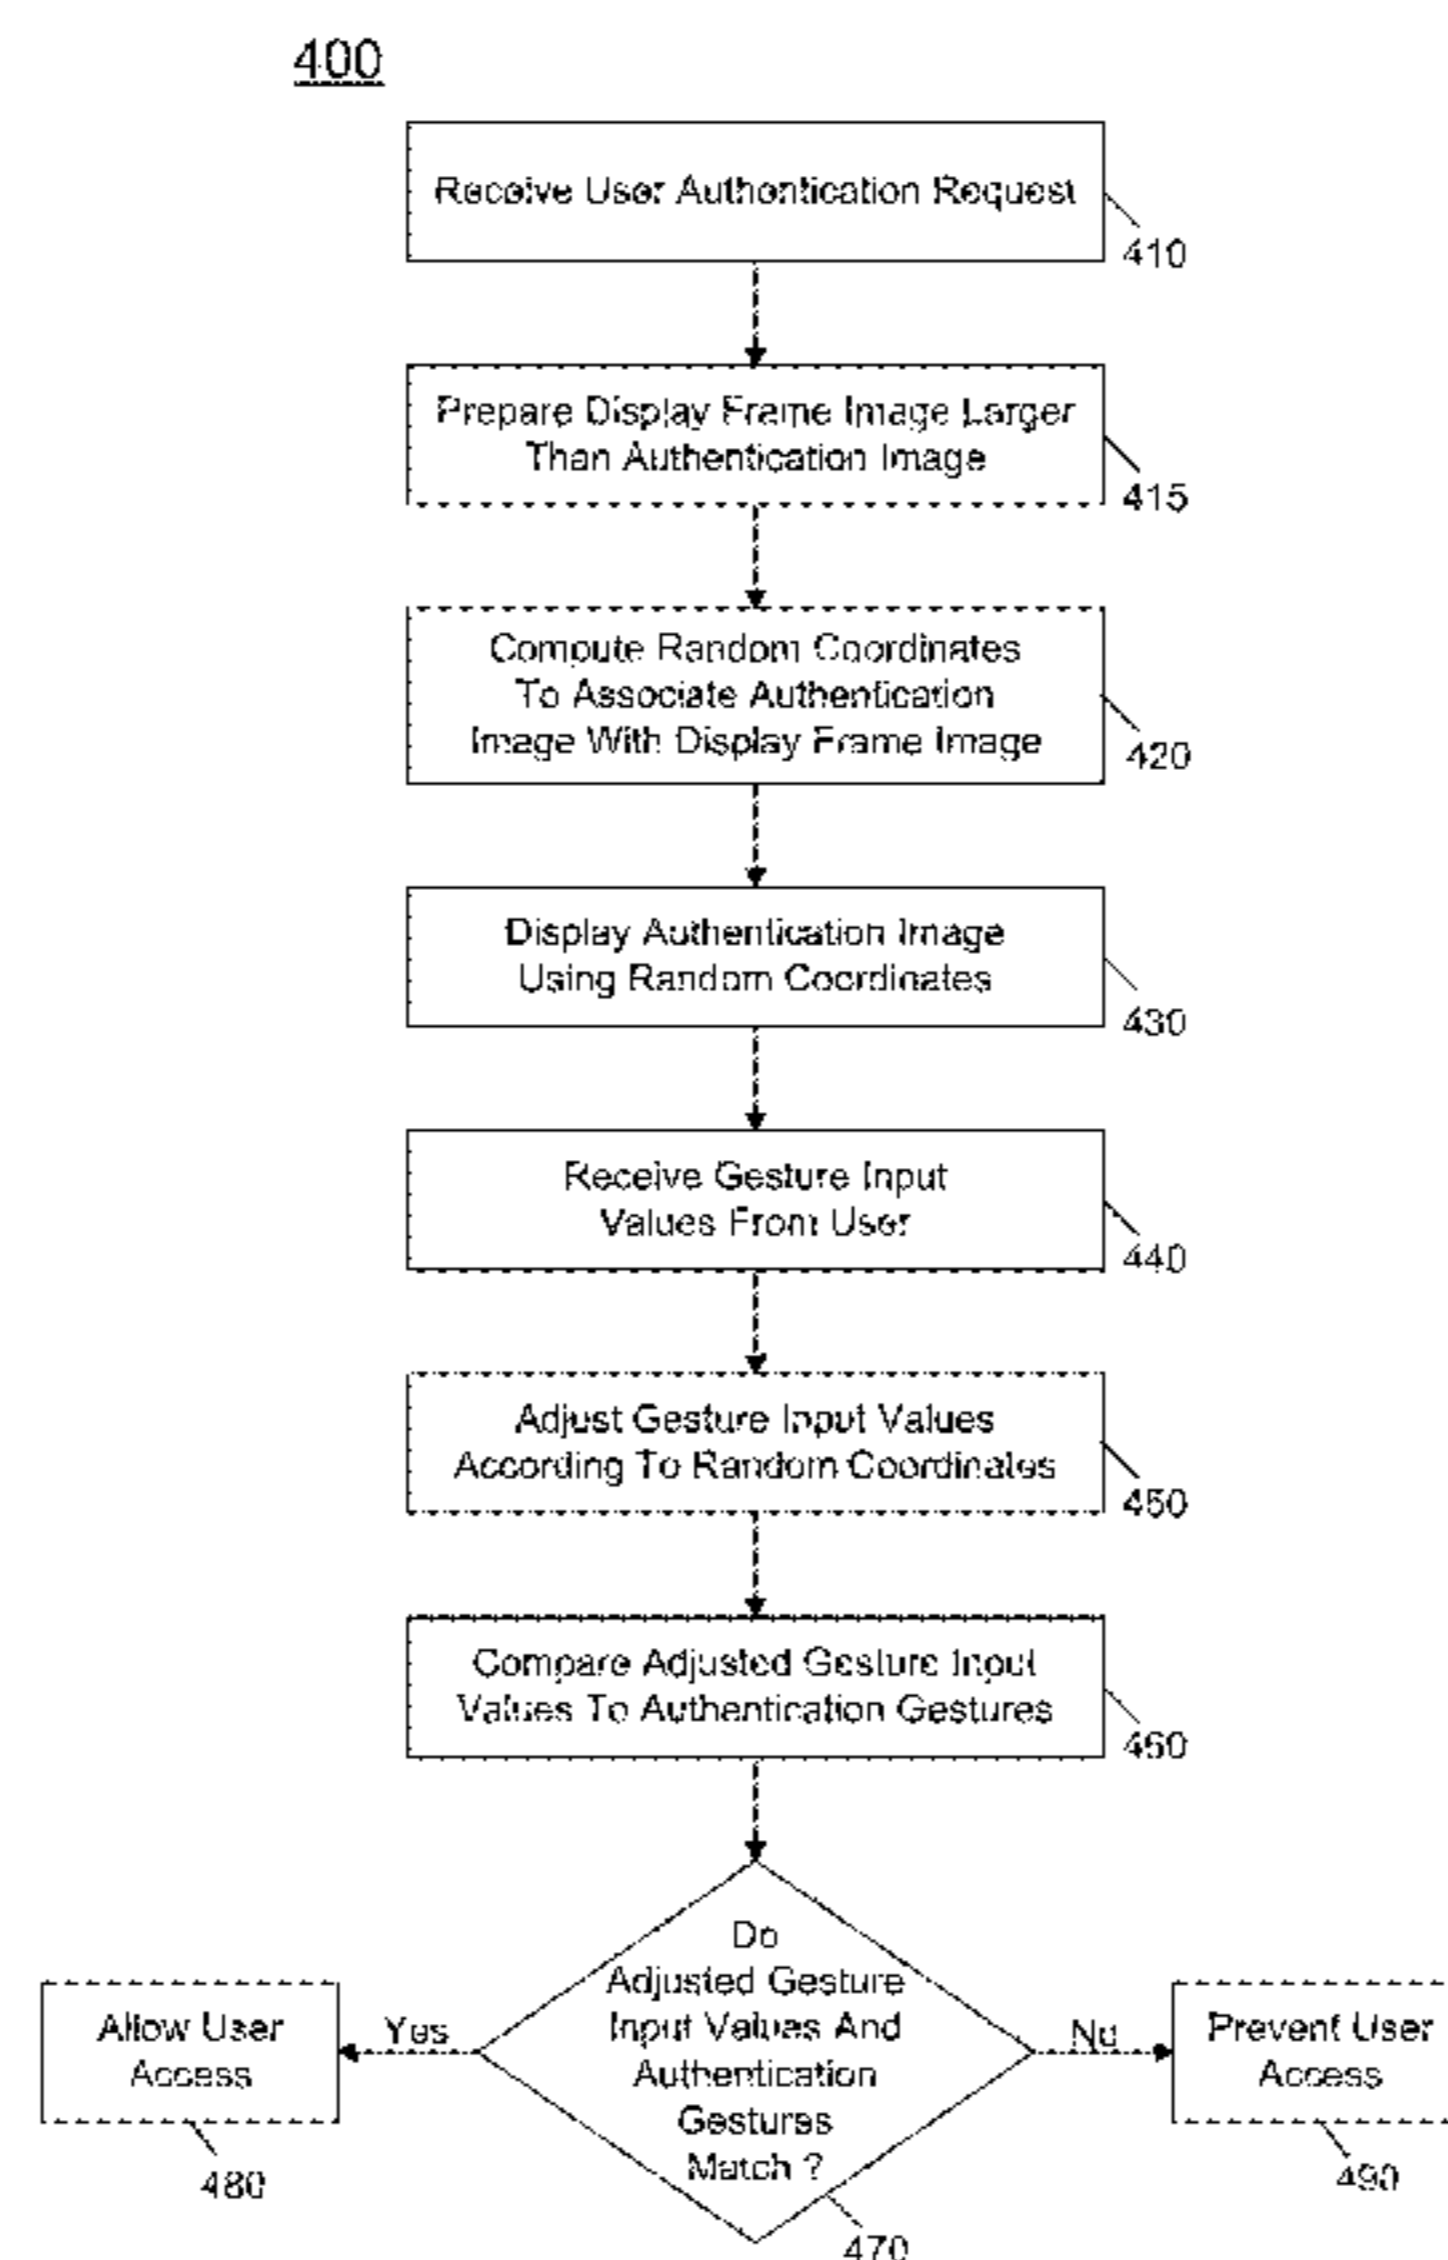 400
Receive User Authentication Request
410
Prepare Display Frame Image Larger
Than Authentication Image
415
Compute Random Coordinates
To Associate Authentication
Image With Display Frame Image
420
Display Authentication Image
Using Random Coordinates
430
Receive Gesture Input
Values From User
440
Adjust Gesture Input Values
According To Random Coordinates
450
Compare Adjusted Gesture Input
Values To Authentication Gestures
460
Do
Adjusted Gesture
Input Values And
Authentication
Gestures
Match ?
470
Yes
Allow User
Access
480
No
Prevent User
Access
490